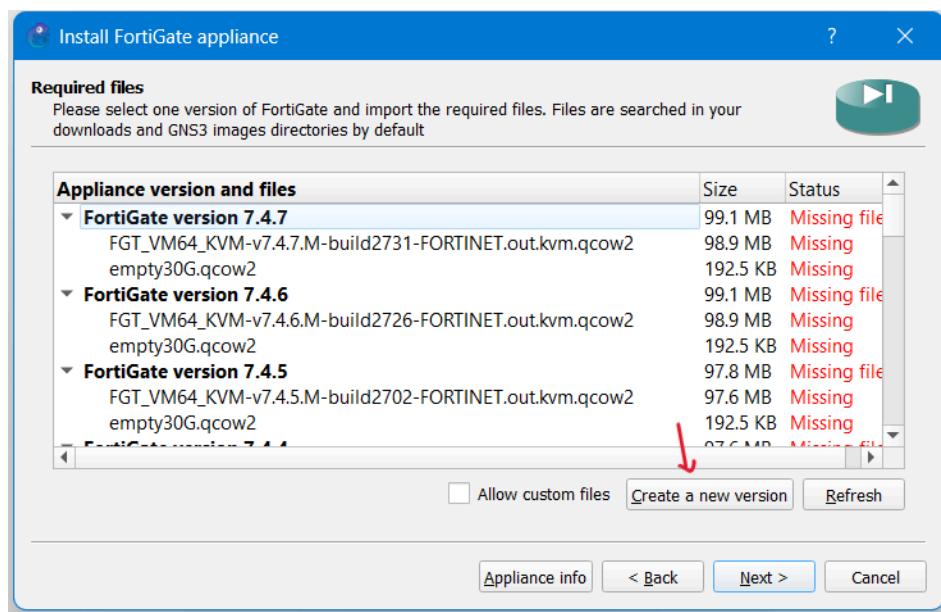 Install FortiGate appliance ?
Required files
Please select one version of FortiGate and import the required files. Files are searched in your
downloads and GNS3 images directories by default
Appliance version and files Size Status
FortiGate version 7.4.7 99.1 MB Missing file
FGT_VM64_KVM-v7.4.7.M-build2731-FORTINET.out.kvm.qcow2 98.9 MB Missing
empty30G.qcow2 192.5 KB Missing
FortiGate version 7.4.6 99.1 MB Missing file
FGT_VM64_KVM-v7.4.6.M-build2726-FORTINET.out.kvm.qcow2 98.9 MB Missing
empty30G.qcow2 192.5 KB Missing
FortiGate version 7.4.5 97.8 MB Missing file
FGT_VM64_KVM-v7.4.5.M-build2702-FORTINET.out.kvm.qcow2 97.6 MB Missing
empty30G.qcow2 192.5 KB Missing
Allow custom files Create a new version Refresh
Appliance info < Back Next > Cancel